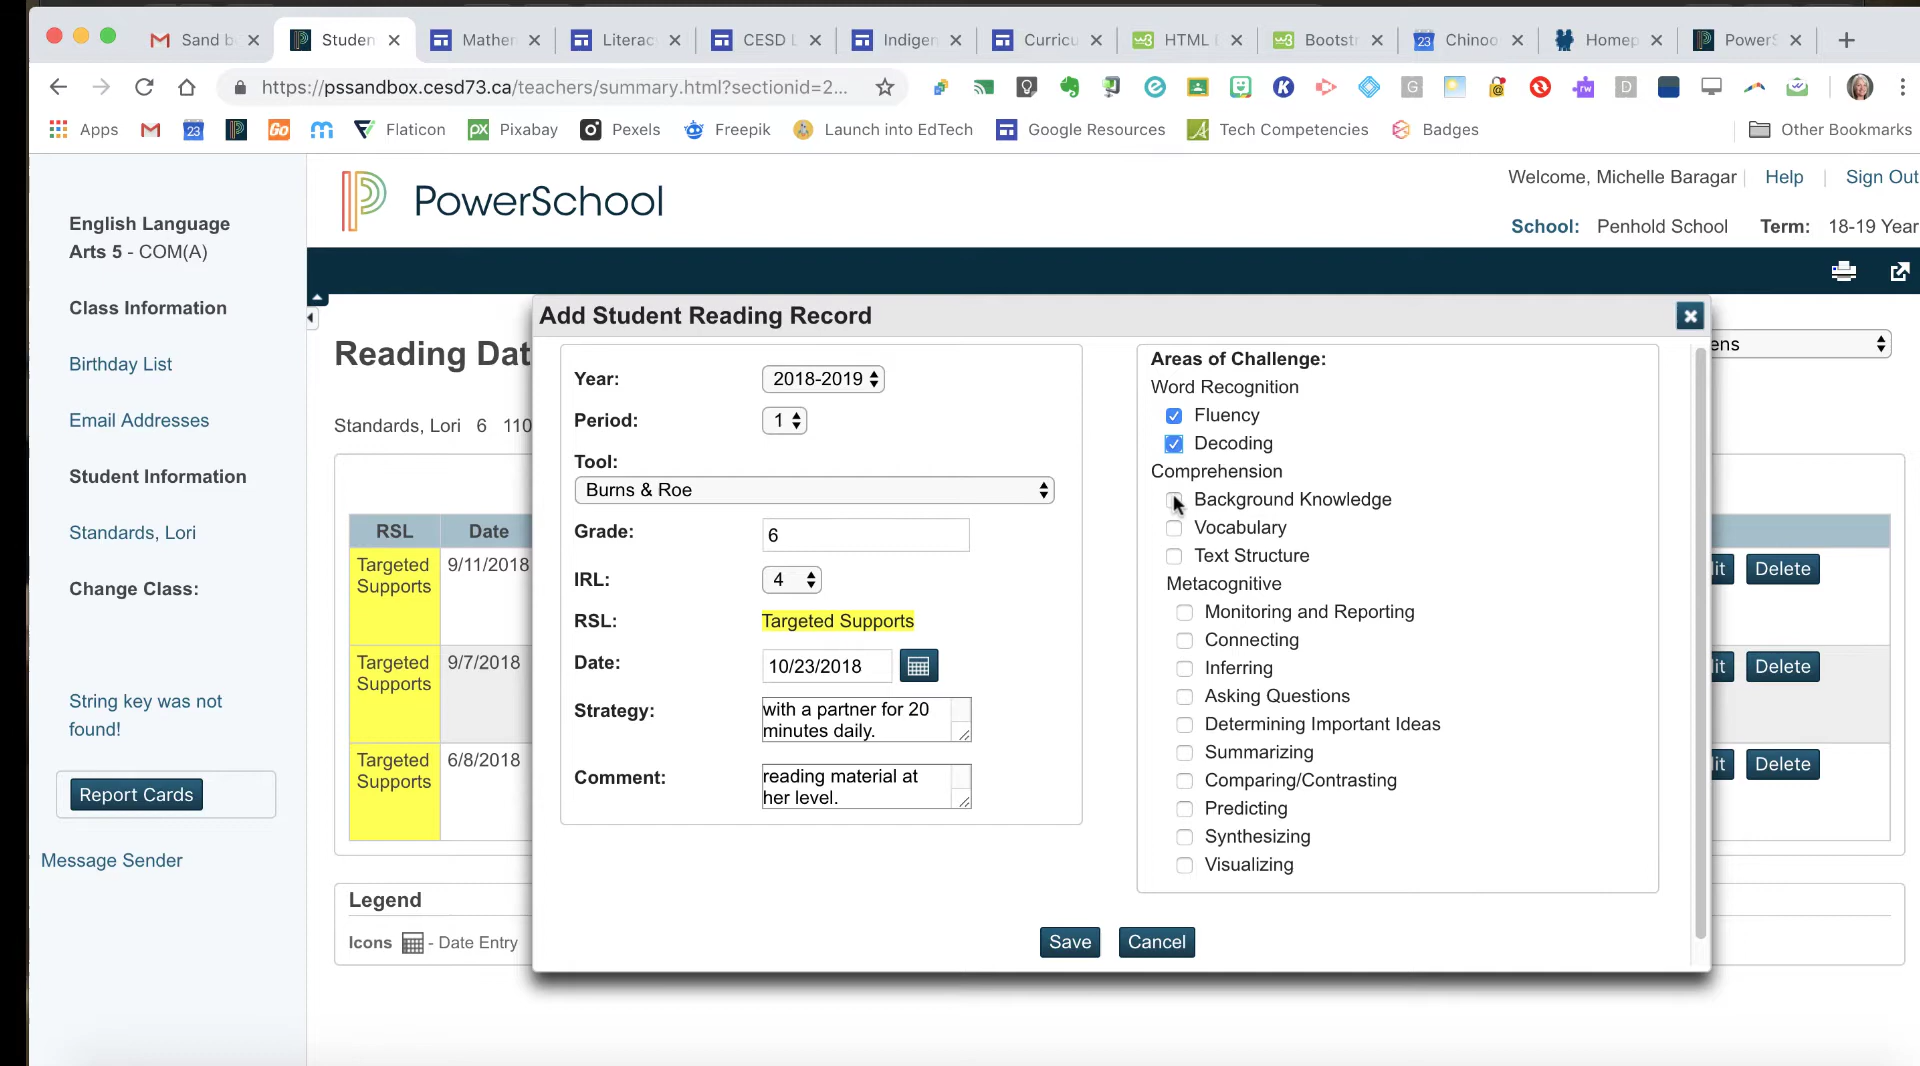 Sand b
Studen
Mather
Literac
CESD L
Indigen
Curricu
HTML
Bootst
23
Chinoo
Homep
PowerS
https://pssandbox.cesd73.ca/teachers/summary.html?sectionid=2...
Apps
23
Go
Flaticon
px
Pixabay
Pexels
Freepik
Launch into EdTech
Google Resources
Tech Competencies
Badges
Other Bookmarks
PowerSchool
Welcome, Michelle Baragar
Help
Sign Out
School: Penhold School Term: 18-19 Year
English Language
Arts 5 - COM(A)
Class Information
Birthday List
Email Addresses
Student Information
Standards, Lori
Change Class:
String key was not
found!
Report Cards
Message Sender
Reading Dat
ens
Standards, Lori 6 110
RSL Date
Targeted
Supports
9/11/2018
it
Delete
Targeted
Supports
9/7/2018
it
Delete
Targeted
Supports
6/8/2018
it
Delete
Legend
Icons - Date Entry
Add Student Reading Record
Year: 2018-2019
Period: 1
Tool:
Burns & Roe
Grade: 6
IRL: 4
RSL: Targeted Supports
Date: 10/23/2018
Strategy: with a partner for 20
minutes daily.
Comment: reading material at
her level.
Areas of Challenge:
Word Recognition
Fluency
Decoding
Comprehension
Background Knowledge
Vocabulary
Text Structure
Metacognitive
Monitoring and Reporting
Connecting
Inferring
Asking Questions
Determining Important Ideas
Summarizing
Comparing/Contrasting
Predicting
Synthesizing
Visualizing
Save
Cancel